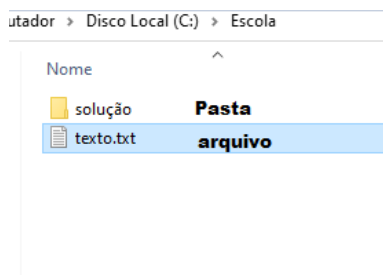 utador > Disco Local (C:) > Escola
Nome
solução Pasta
texto.txt arquivo